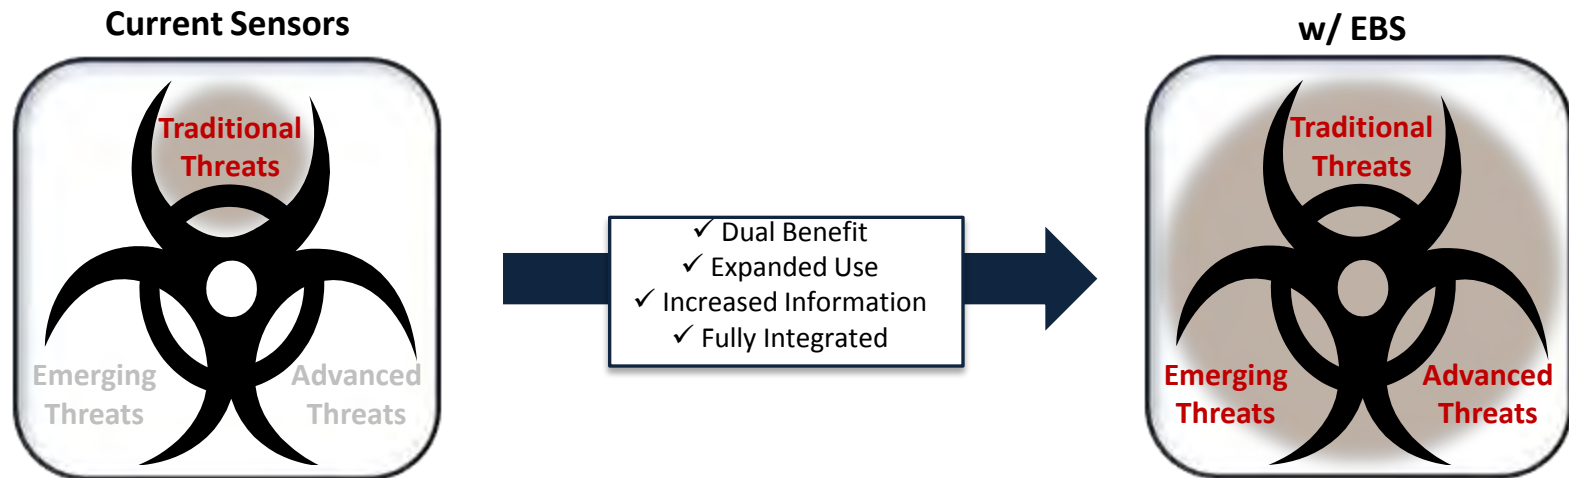 Current Sensors
Traditional
Threats
Emerging
Threats
Advanced
Threats
✓ Dual Benefit
✓ Expanded Use
✓ Increased Information
✓ Fully Integrated
w/ EBS
Traditional
Threats
Emerging
Threats
Advanced
Threats